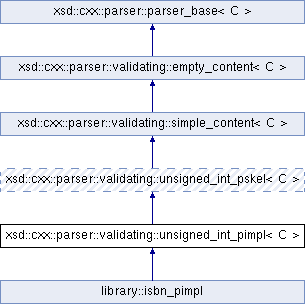 xsd::cxx::parser::parser_base< C >
xsd::cxx::parser::validating::empty_content< C >
xsd::cxx::parser::validating::simple_content< C >
xsd::cxx::parser::validating::unsigned_int_pskel< C >
xsd::cxx::parser::validating::unsigned_int_pimpl< C >
library::isbn_pimpl